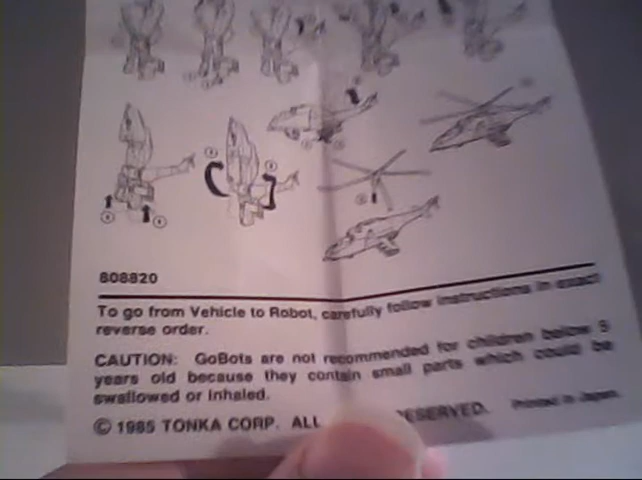 808820
To go from Vehicle to Robot, carefully follow instructions in exact
reverse order.
CAUTION: GoBots are not recommended for children below 5
years old because they contain small parts which could be
swallowed or inhaled.
© 1985 TONKA CORP. ALL RESERVED. Printed in Japan.